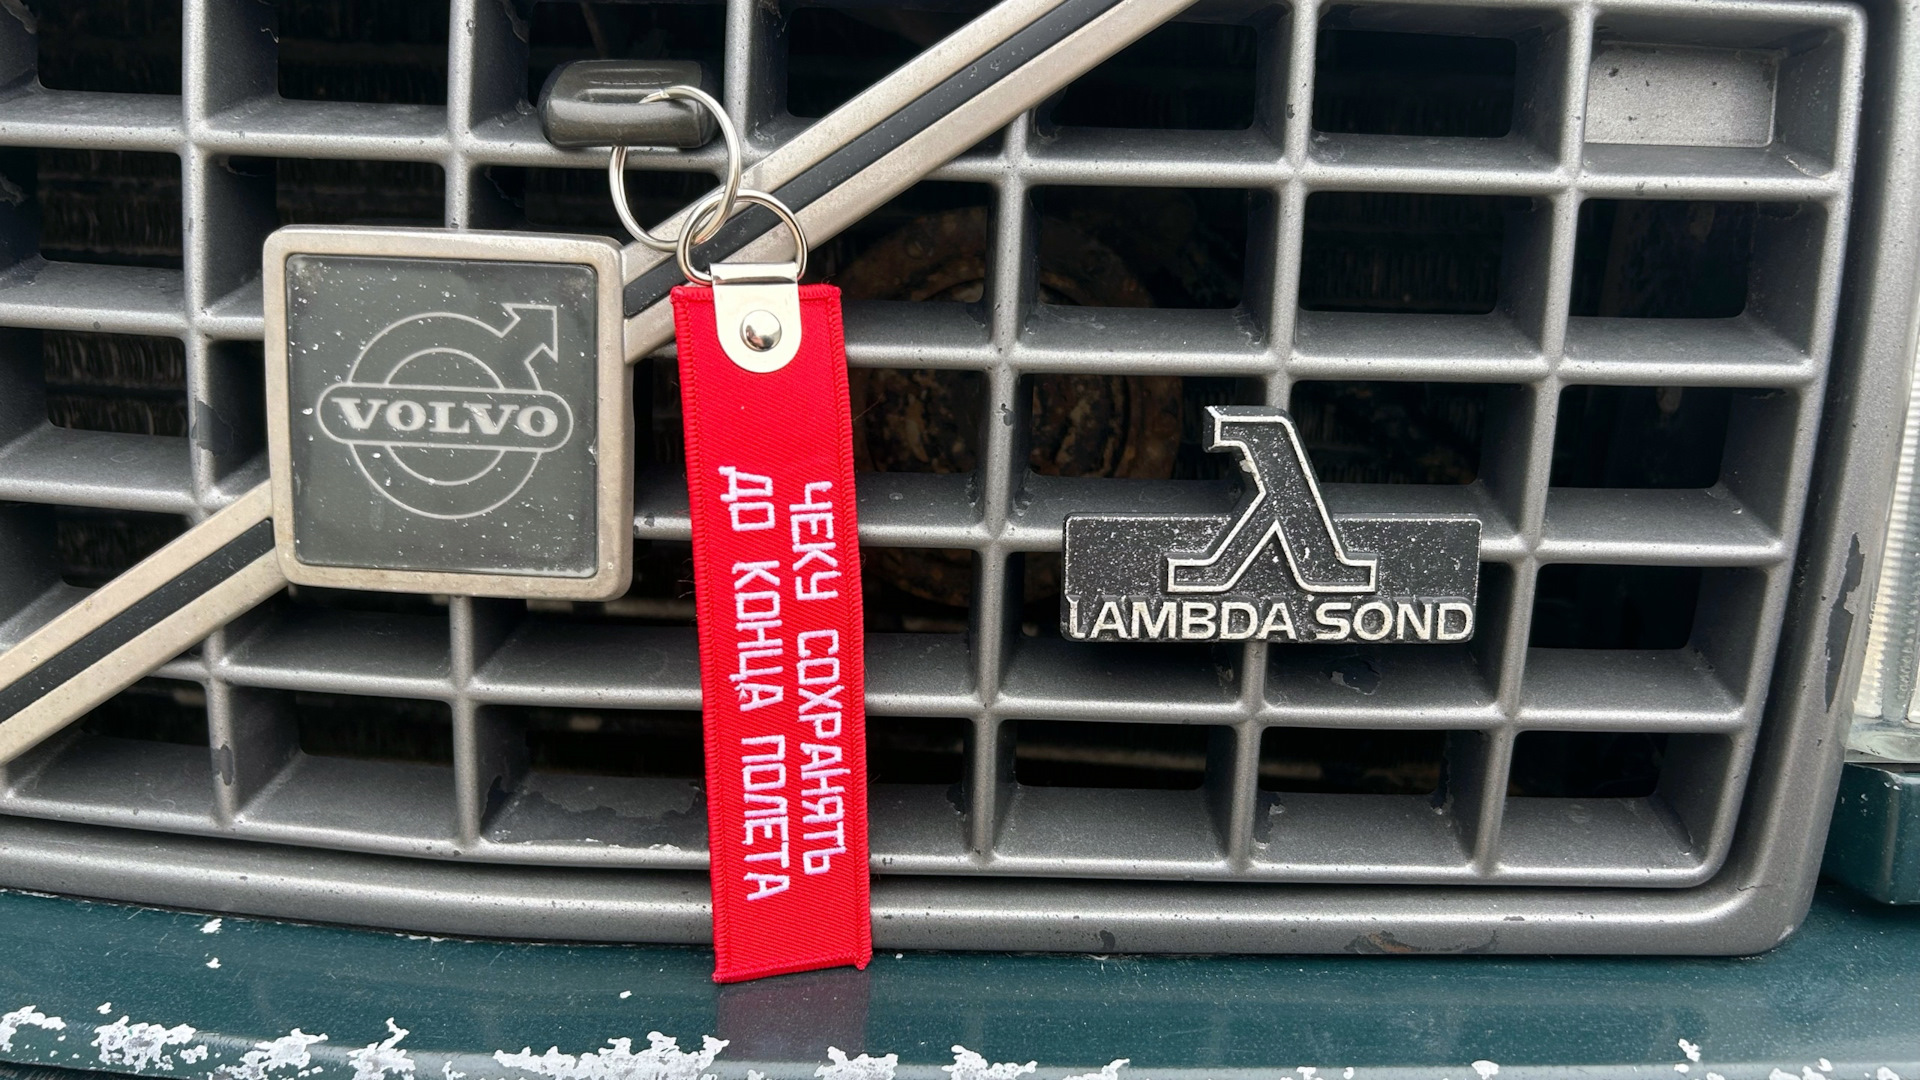 VOLVO
ЧЕКУ СОХРАНЯТЬ
ДО КОНЦА ПОЛЕТА
LAMBDA SOND